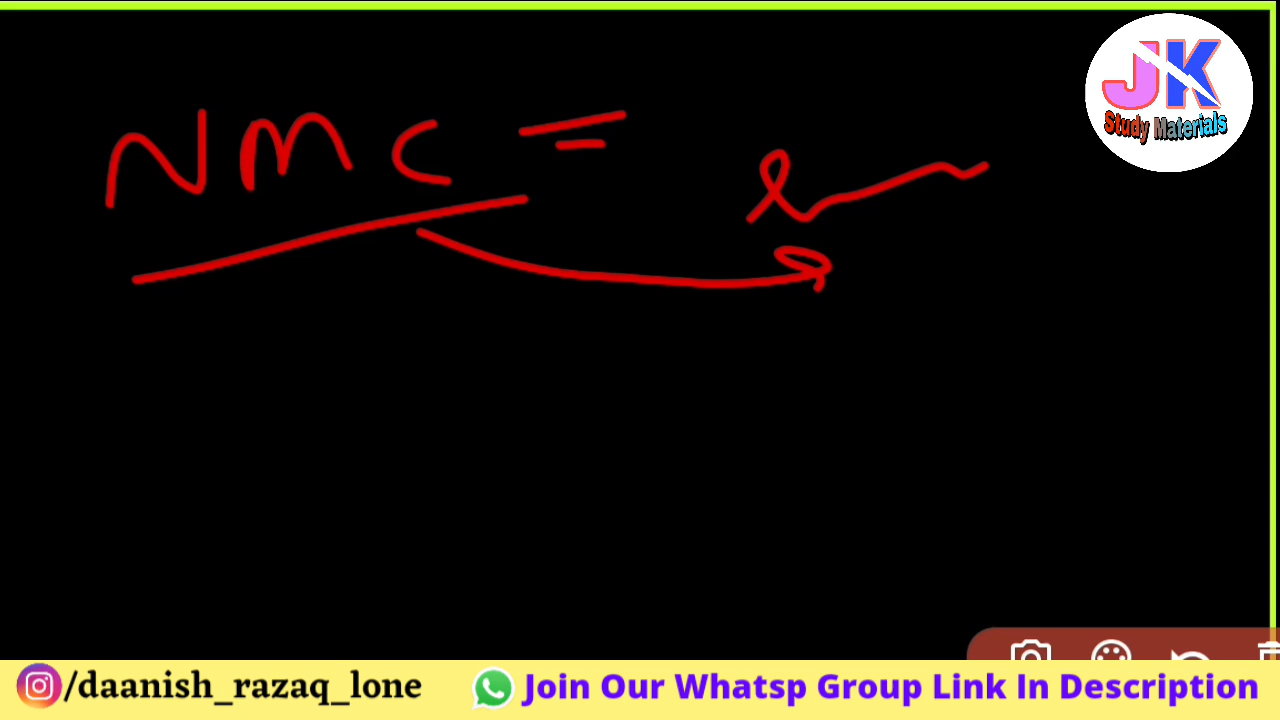 JK
Study Materials
NMC =
/daanish_razaq_lone
Join Our Whatsp Group Link In Description